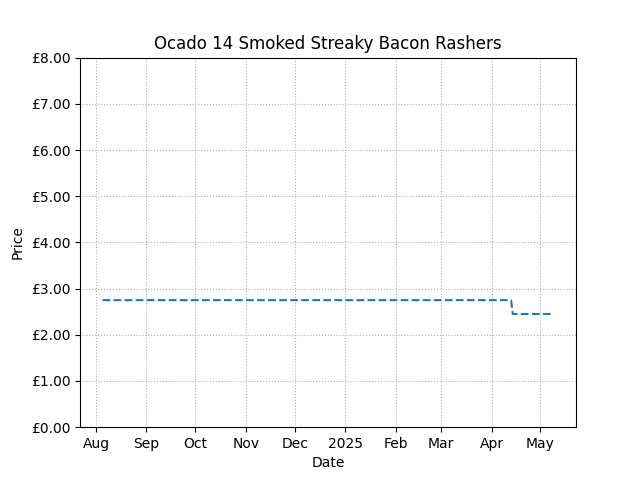 Ocado 14 Smoked Streaky Bacon Rashers
£8.00
£7.00
£6.00
£5.00
£4.00
£3.00
£2.00
£1.00
£0.00
Price
Aug Sep Oct Nov Dec 2025 Feb Mar Apr May
Date